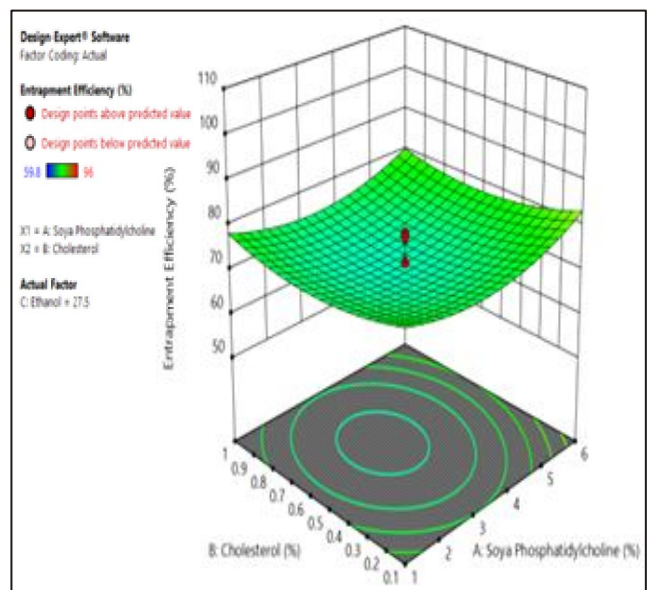 Design-Expert® Software
Factor Coding: Actual
Entrapment Efficiency (%)
Design points above predicted value
Design points below predicted value
59.8 96
X1 = A: Soya Phosphatidylcholine
X2 = B: Cholesterol
Actual Factor
C: Ethanol = 27.5
Entrapment Efficiency (%)
110
100
90
80
70
60
50
1
0.9
0.8
0.7
0.6
0.5
0.4
0.3
0.2
0.1
B: Cholesterol (%)
1
2
3
4
5
6
A: Soya Phosphatidylcholine (%)